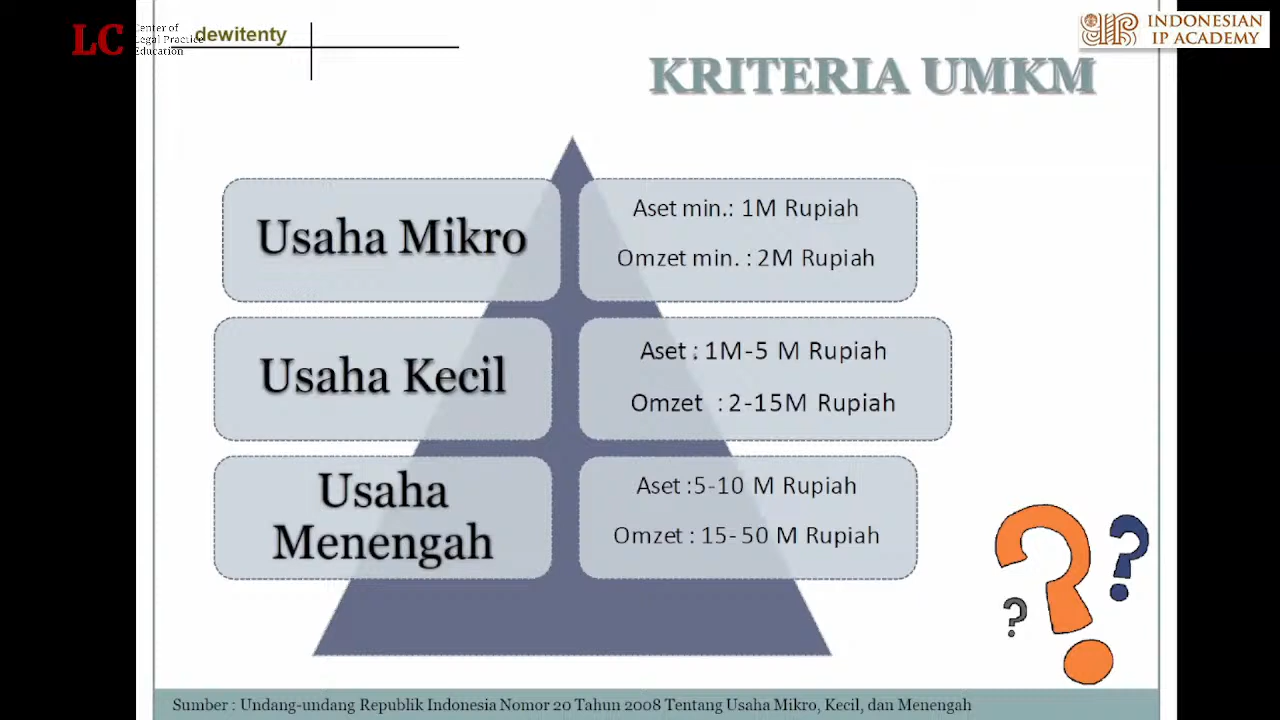 LC
Center of
Legal Practice
Education
dewitenty
INDONESIAN
IP ACADEMY
KRITERIA UMKM
Usaha Mikro
Aset min.: 1M Rupiah
Omzet min. : 2M Rupiah
Usaha Kecil
Aset : 1M-5 M Rupiah
Omzet : 2-15M Rupiah
Usaha
Menengah
Aset :5-10 M Rupiah
Omzet : 15- 50 M Rupiah
? ? ?
Sumber : Undang-undang Republik Indonesia Nomor 20 Tahun 2008 Tentang Usaha Mikro, Kecil, dan Menengah